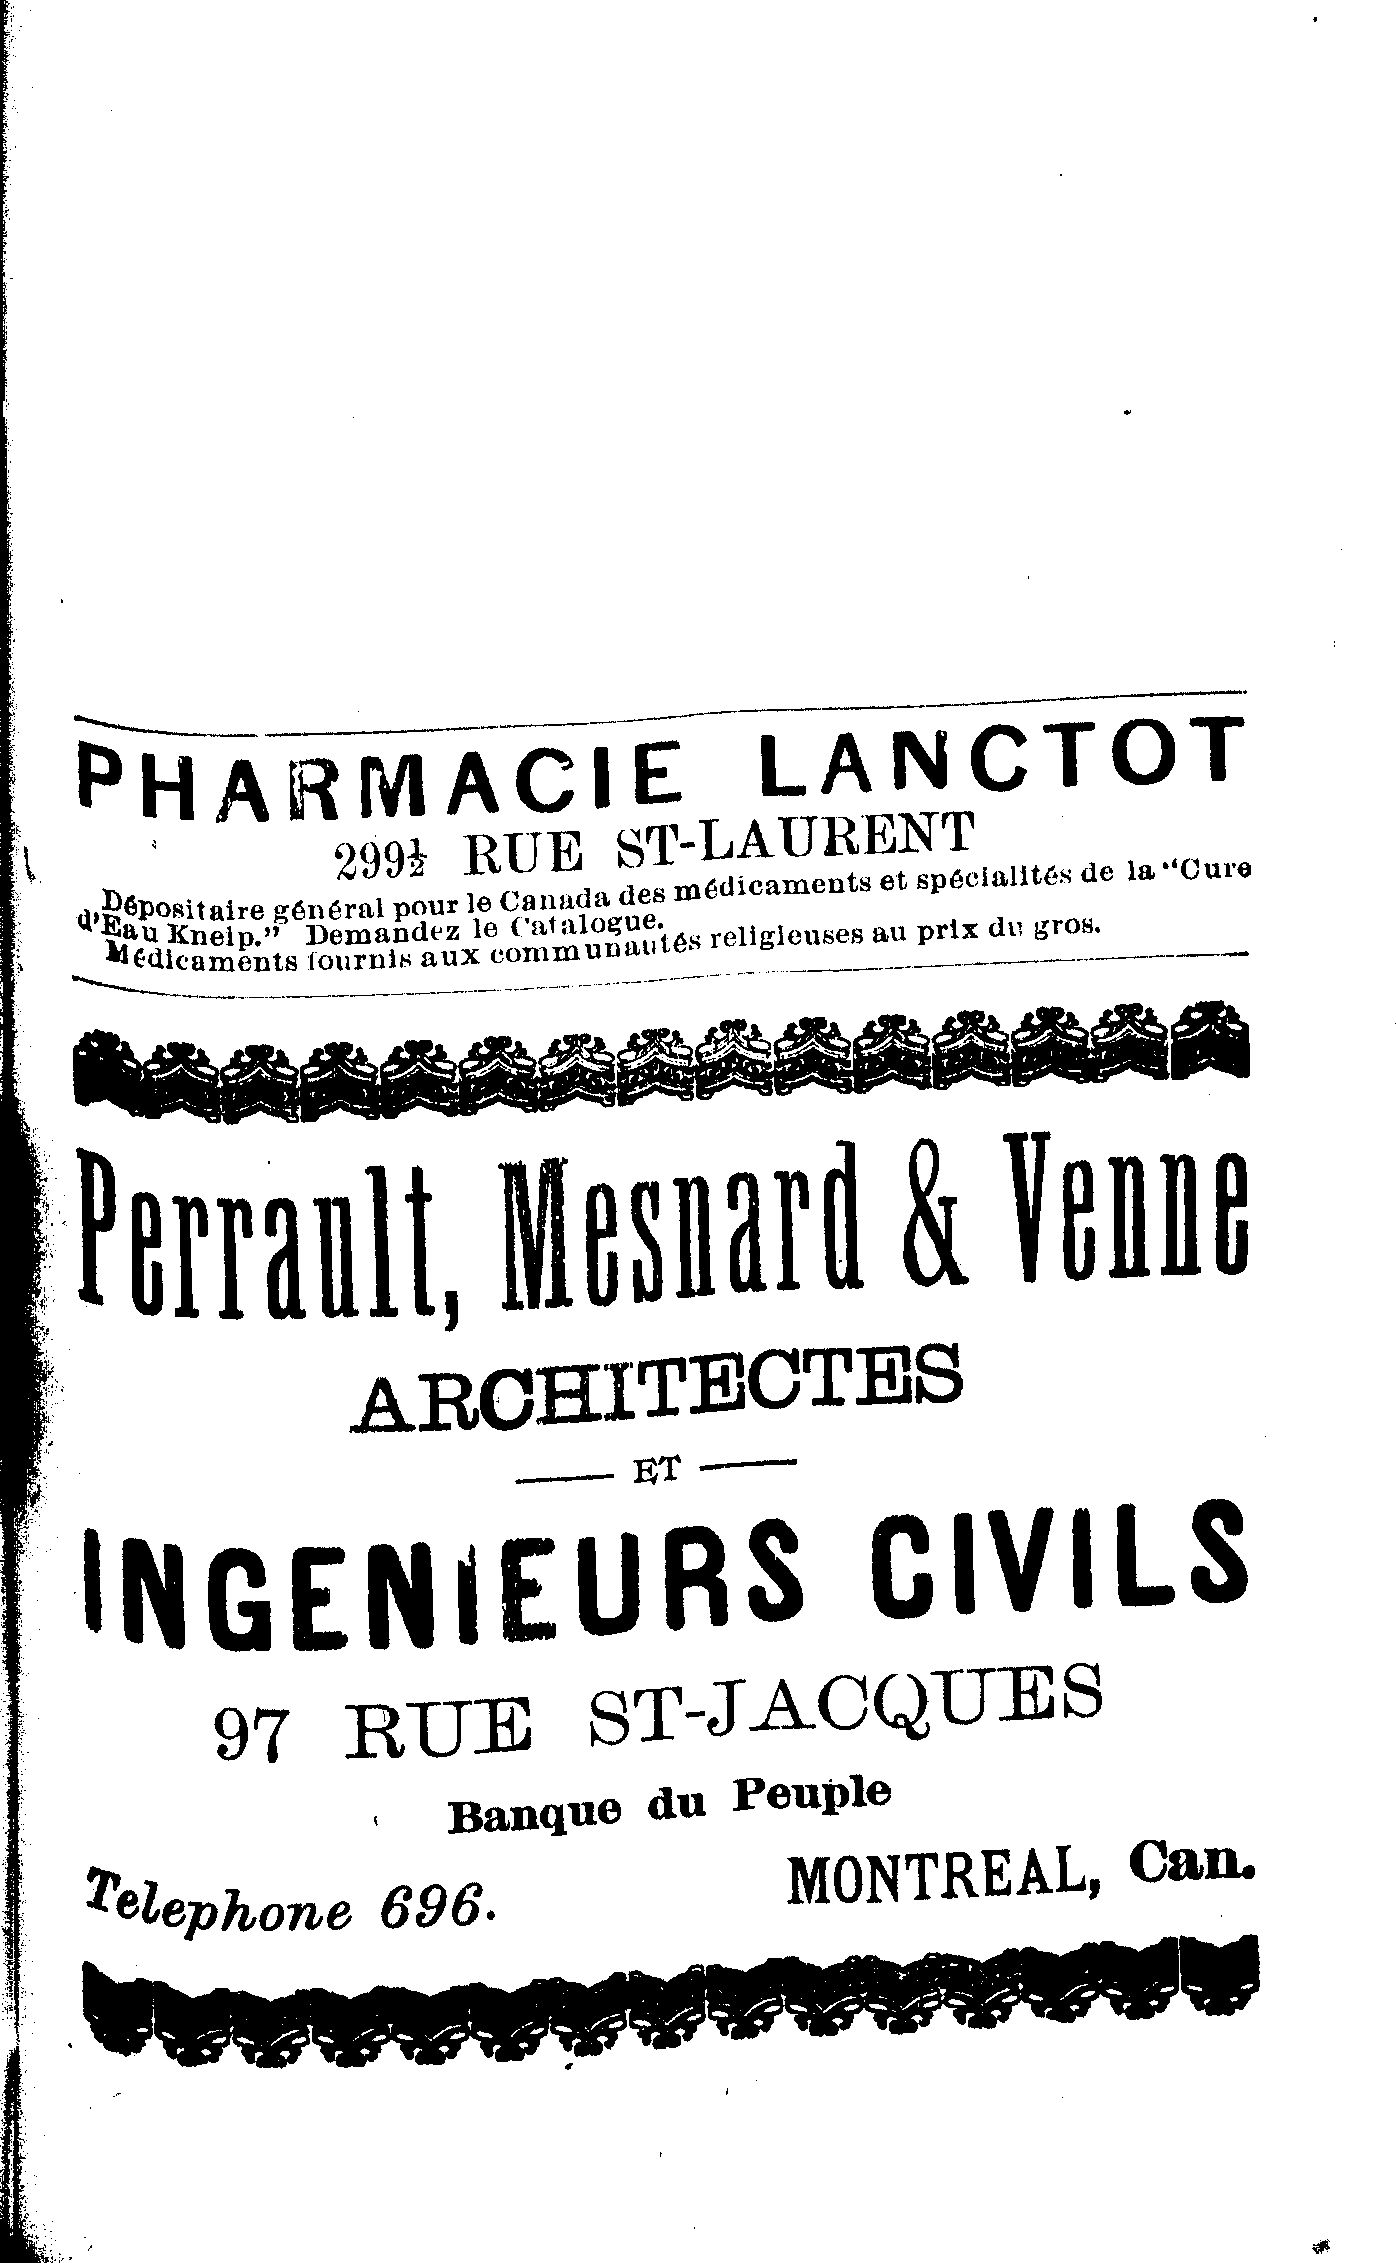 PHARMACIE LANCTOT
299½ RUE ST-LAURENT
Dépositaire général pour le Canada des médicaments et spécialités de la "Cure
d'Eau Kneip." Demandez le Catalogue.
Médicaments fournis aux communautés religieuses au prix du gros.
Perrault, Mesnard & Venne
ARCHITECTES
ET
INGENIEURS CIVILS
97 RUE ST-JACQUES
Banque du Peuple
Telephone 696. MONTREAL, Can.